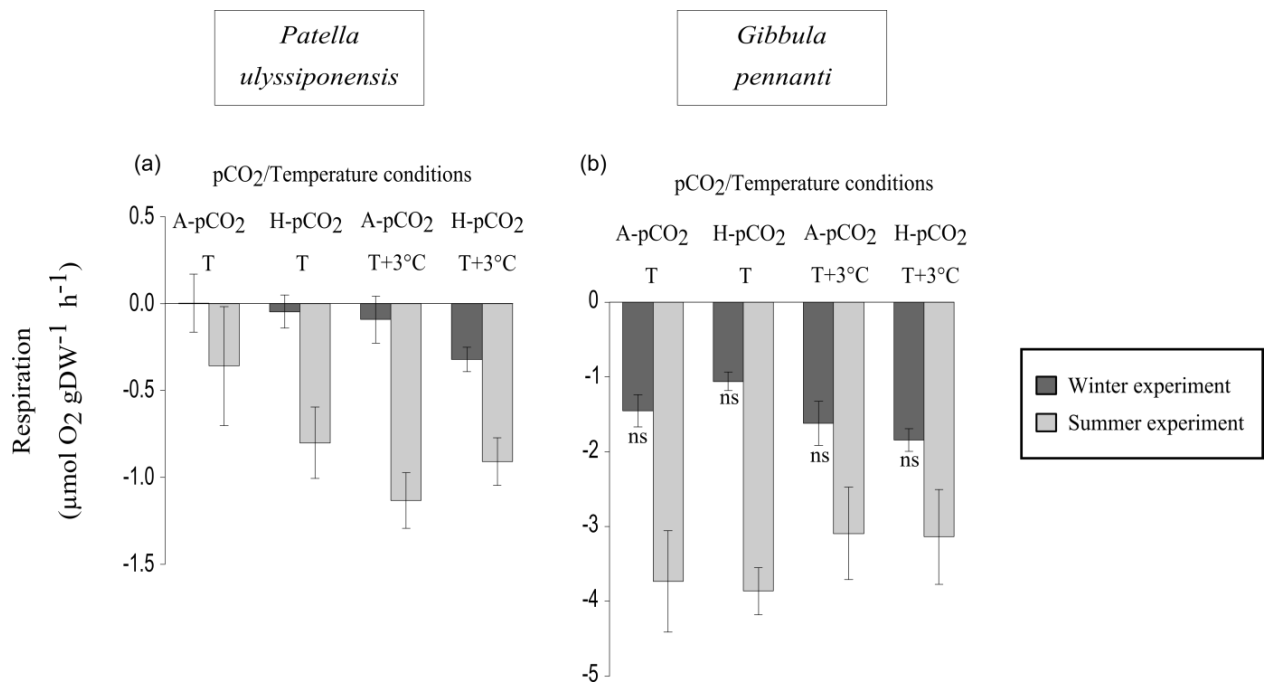 Patella
ulyssiponensis
Gibbula
pennanti
(a)
pCO2/Temperature conditions
A-pCO2 H-pCO2 A-pCO2 H-pCO2
T T T+3°C T+3°C
0.5
0.0
-0.5
-1.0
-1.5
Respiration
(µmol O2 gDW-1 h-1)
(b)
pCO2/Temperature conditions
A-pCO2 H-pCO2 A-pCO2 H-pCO2
T T T+3°C T+3°C
0
-1
-2
-3
-4
-5
ns ns ns ns
Winter experiment
Summer experiment